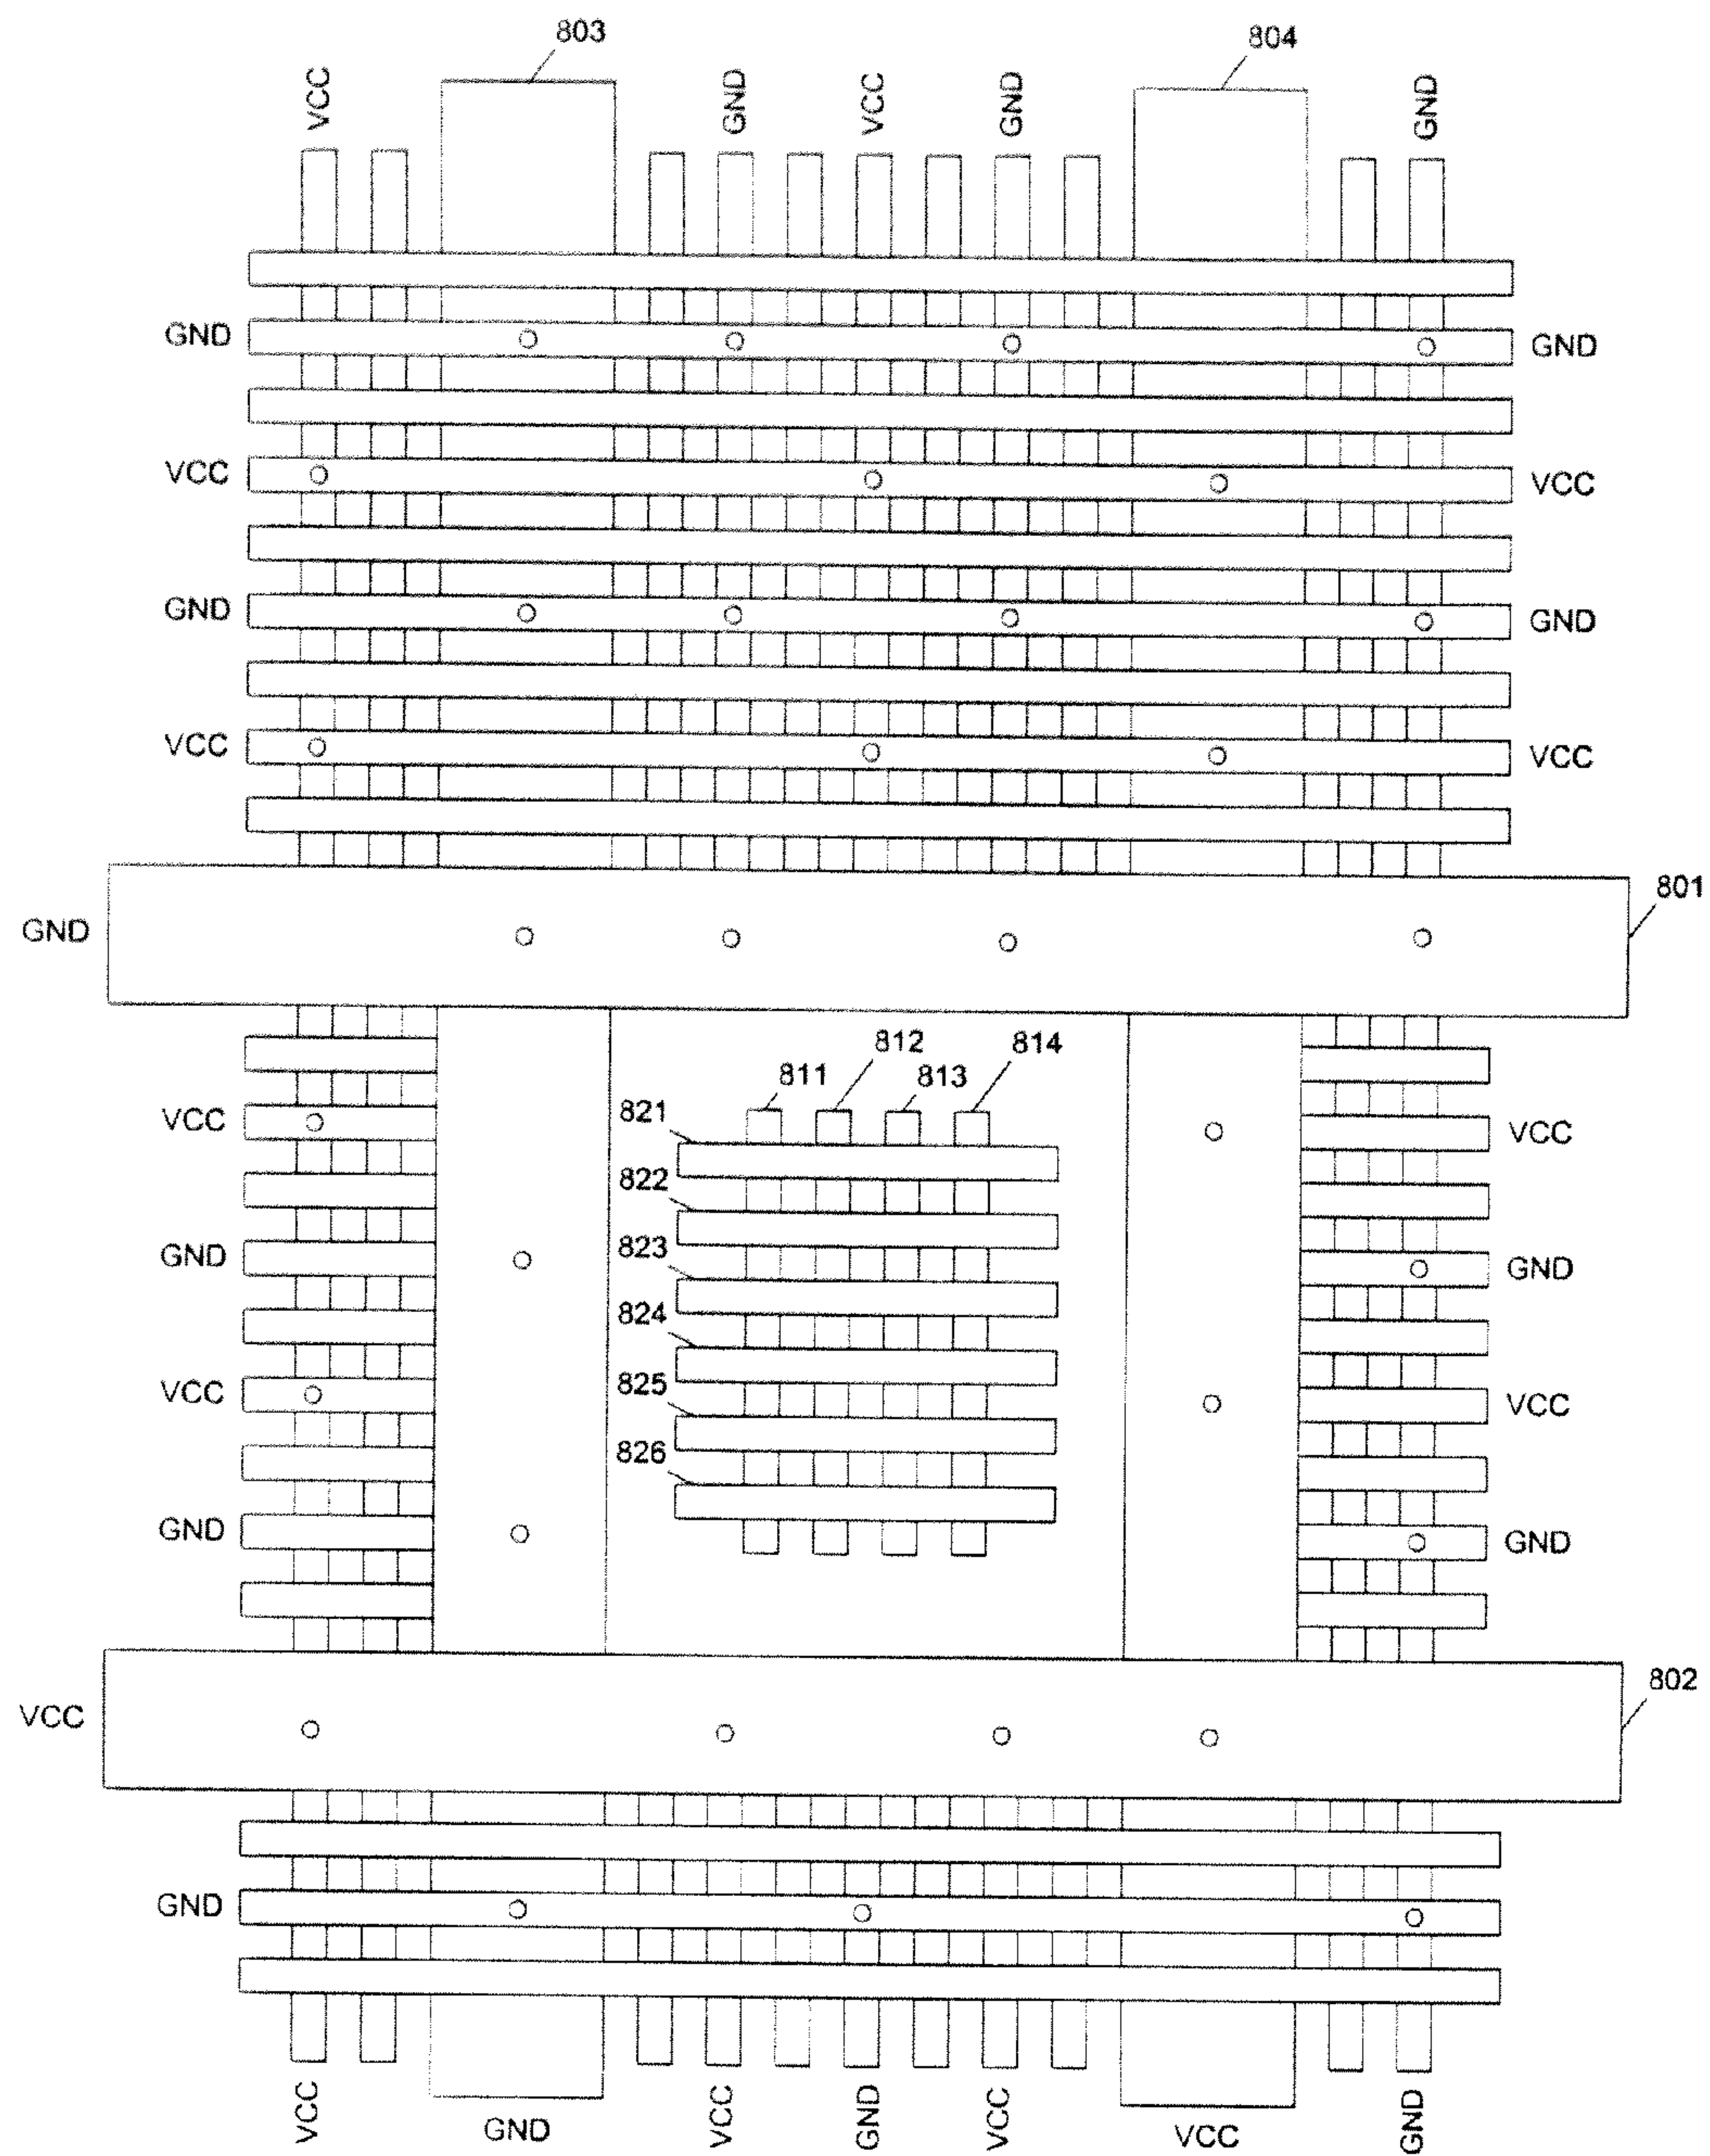 803
804
VCC
GND
VCC
GND
GND
GND
GND
VCC
VCC
GND
GND
VCC
VCC
801
GND
812
814
811
813
821
VCC
VCC
822
823
GND
GND
824
825
VCC
VCC
826
GND
GND
802
VCC
GND
VCC
GND
VCC
GND
VCC
VCC
GND